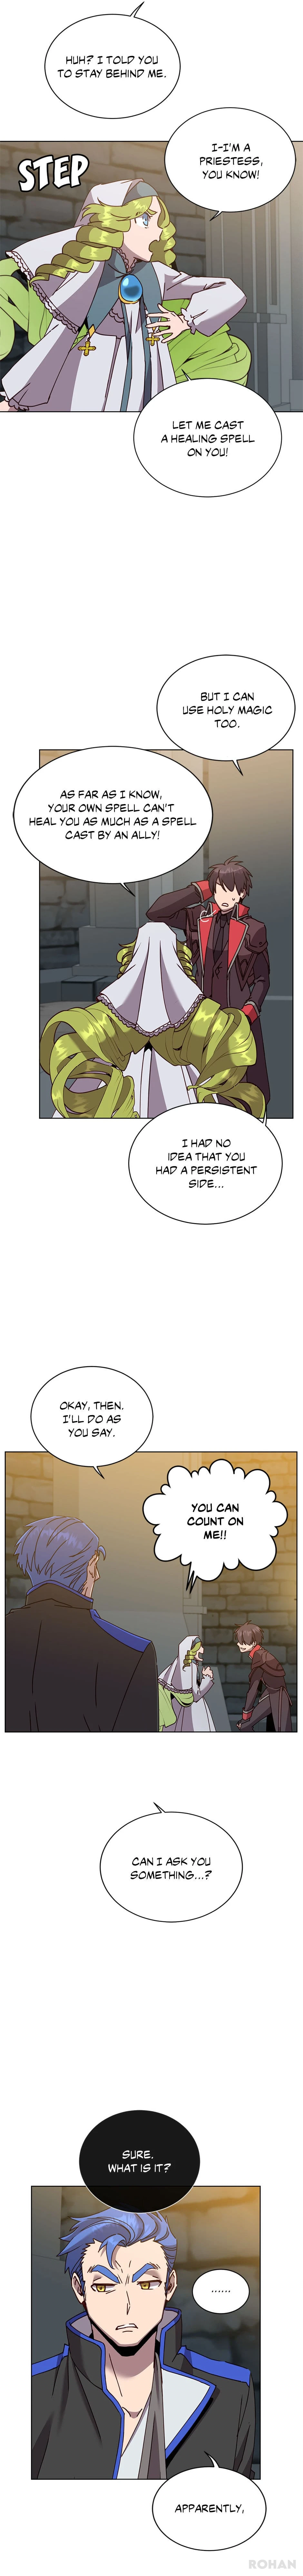 HUH? I TOLD YOU
TO STAY BEHIND ME.
I-I'M A
PRIESTESS,
YOU KNOW!
STEP
LET ME CAST
A HEALING SPELL
ON YOU!
BUT I CAN
USE HOLY MAGIC
TOO.
AS FAR AS I KNOW,
YOUR OWN SPELL CAN'T
HEAL YOU AS MUCH AS A SPELL
CAST BY AN ALLY!
I HAD NO
IDEA THAT YOU
HAD A PERSISTENT
SIDE...
OKAY, THEN.
I'LL DO AS
YOU SAY.
YOU CAN
COUNT ON
ME!!
CAN I ASK YOU
SOMETHING...?
SURE.
WHAT IS IT?
......
APPARENTLY,
ROHAN